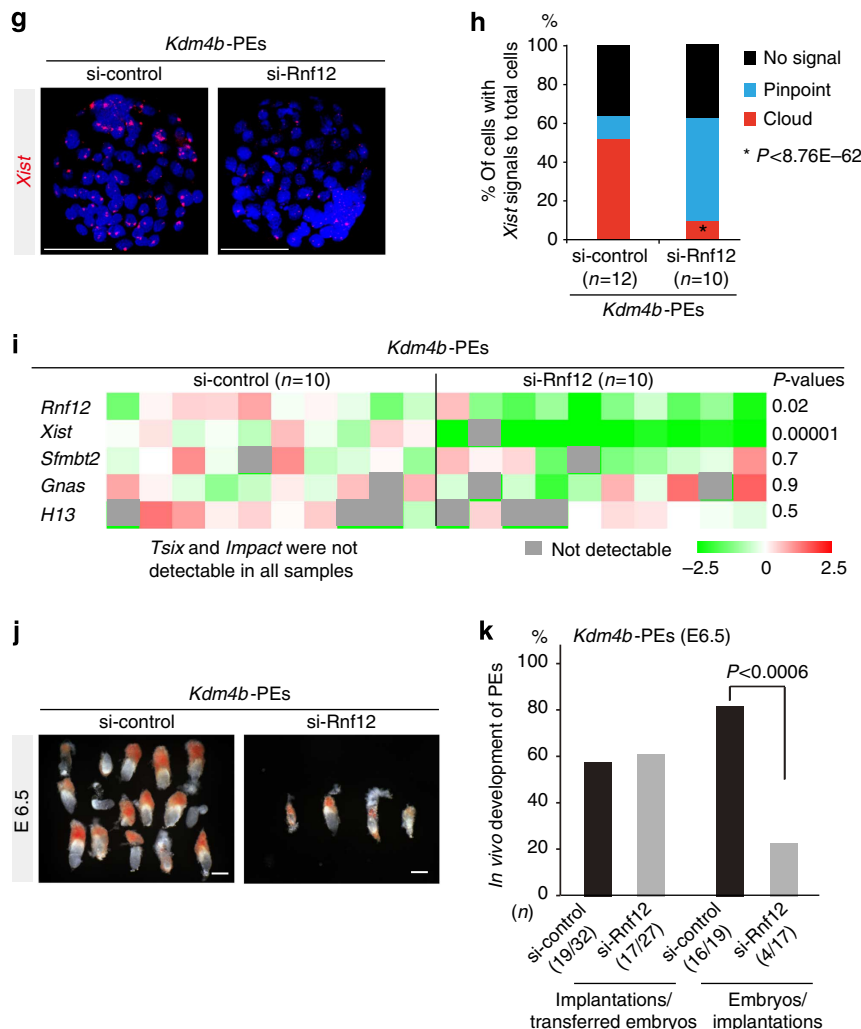 g
Kdm4b-PEs
si-control
si-Rnf12
Xist
h
%
% Of cells with
Xist signals to total cells
100
80
60
40
20
0
No signal
Pinpoint
Cloud
* P<8.76E–62
*
si-control
(n=12)
si-Rnf12
(n=10)
Kdm4b-PEs
i
Kdm4b-PEs
si-control (n=10)
si-Rnf12 (n=10)
P-values
Rnf12
0.02
Xist
0.00001
Sfmbt2
0.7
Gnas
0.9
H13
0.5
Tsix and Impact were not
detectable in all samples
Not detectable
–2.5
0
2.5
j
Kdm4b-PEs
si-control
si-Rnf12
E 6.5
k
%
Kdm4b-PEs (E6.5)
In vivo development of PEs
100
80
60
40
20
0
P<0.0006
(n)
si-control
(19/32)
si-Rnf12
(17/27)
si-control
(16/19)
si-Rnf12
(4/17)
Implantations/
transferred embryos
Embryos/
implantations